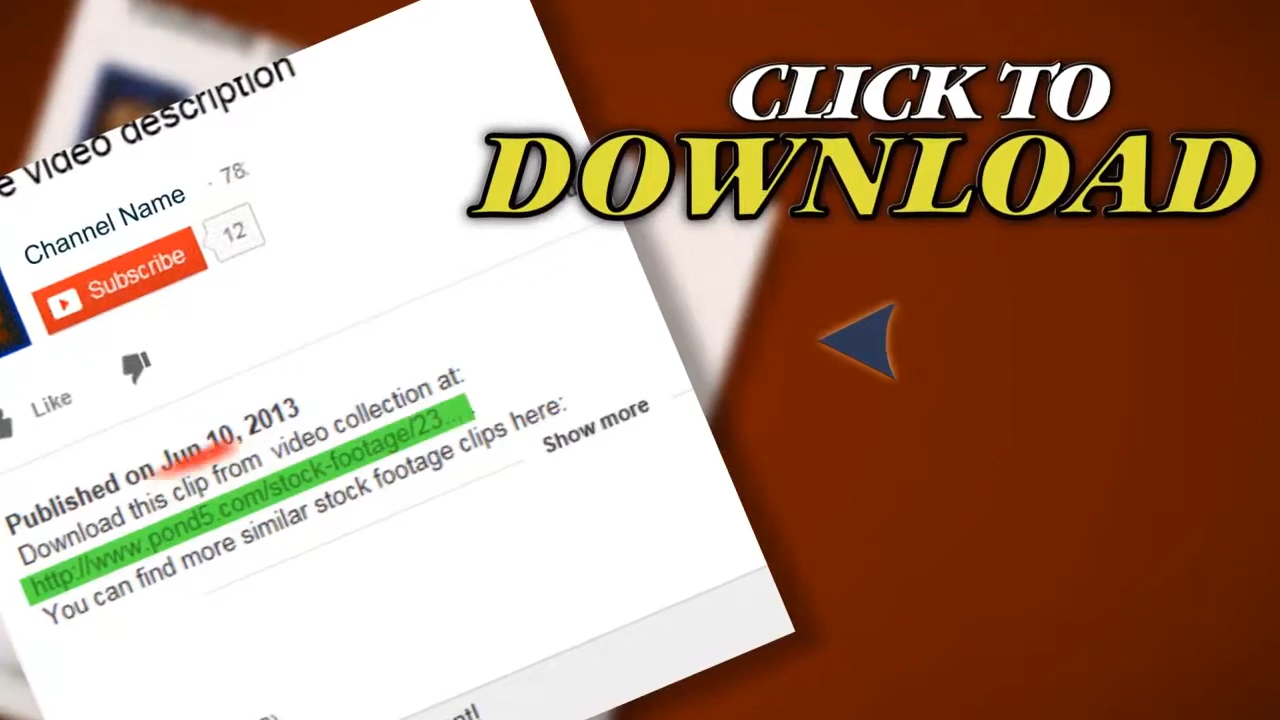 CLICK TO
DOWNLOAD
video description
Channel Name
78
Subscribe
12
Like
Published on Jun 10, 2013
Download this clip from video collection at:
http://www.pond5.com/stock-footage/23...
You can find more similar stock footage clips here:
Show more